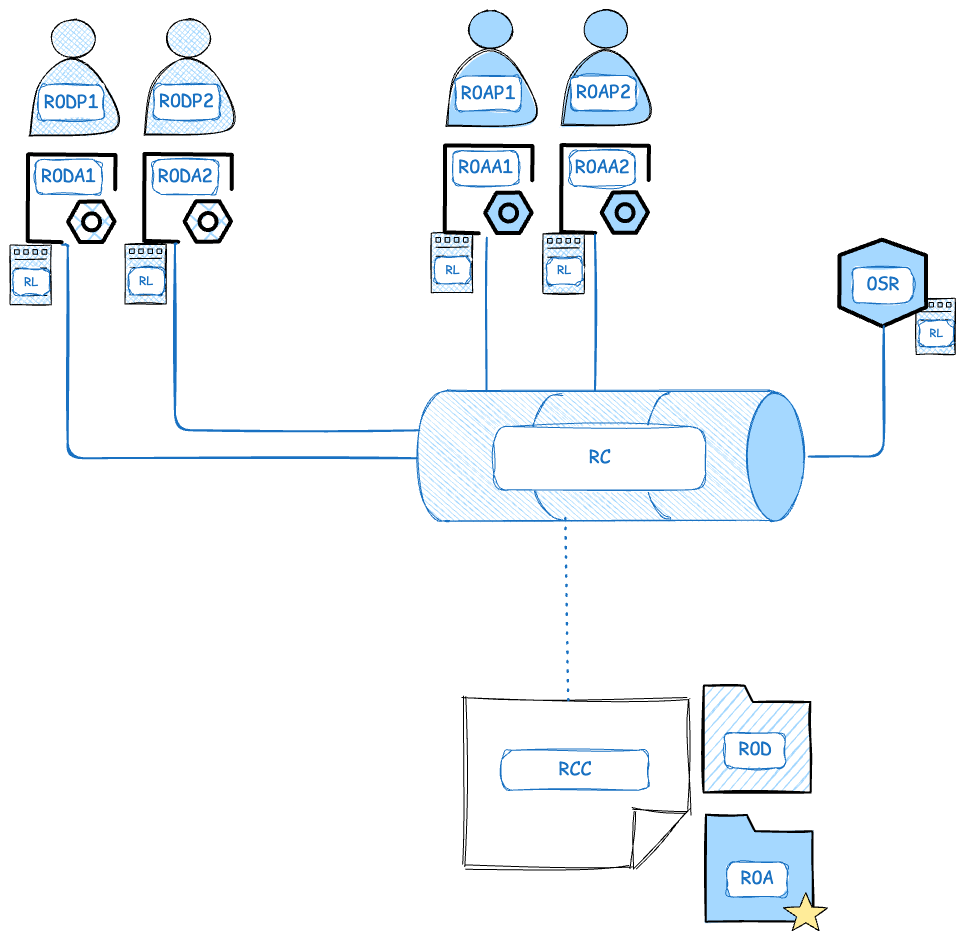 RODP1
RODP2
ROAP1
ROAP2
RODA1
RODA2
ROAA1
ROAA2
RL
RL
RL
RL
OSR
RL
RC
RCC
ROD
ROA